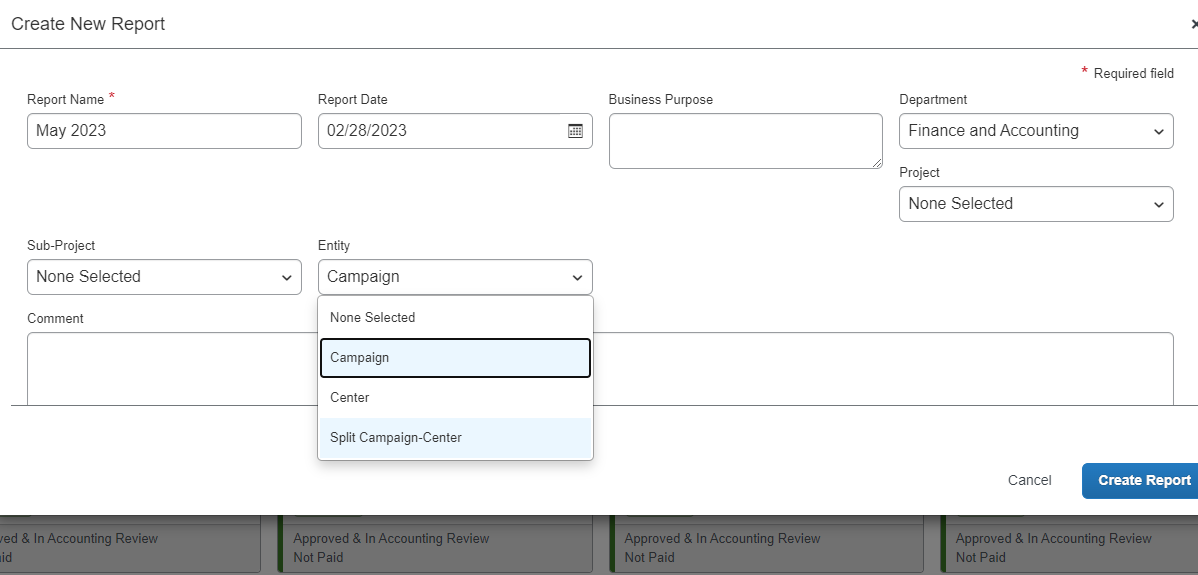 Create New Report
×
* Required field
Report Name *
Report Date
Business Purpose
Department
May 2023
02/28/2023
Finance and Accounting
Project
None Selected
Sub-Project
Entity
None Selected
Campaign
None Selected
Campaign
Center
Split Campaign-Center
Comment
Cancel
Create Report
& In Accounting Review
Approved & In Accounting Review
Not Paid
Approved & In Accounting Review
Not Paid
Approved & In Accounting Review
Not Paid